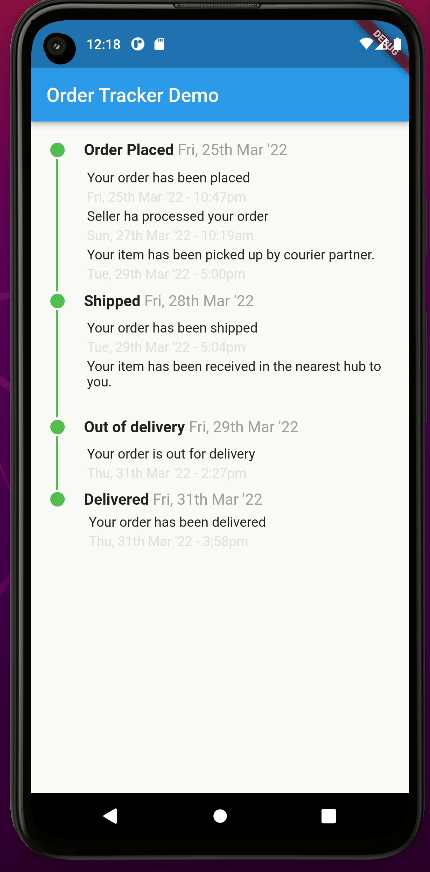 12:18
DEBUG
Order Tracker Demo
Order Placed Fri, 25th Mar '22
Your order has been placed
Fri, 25th Mar '22 - 10:47pm
Seller ha processed your order
Sun, 27th Mar '22 - 10:19am
Your item has been picked up by courier partner.
Tue, 29th Mar '22 - 5:00pm
Shipped Fri, 28th Mar '22
Your order has been shipped
Tue, 29th Mar '22 - 5:04pm
Your item has been received in the nearest hub to
you.
Out of delivery Fri, 29th Mar '22
Your order is out for delivery
Thu, 31th Mar '22 - 2:27pm
Delivered Fri, 31th Mar '22
Your order has been delivered
Thu, 31th Mar '22 - 3:58pm